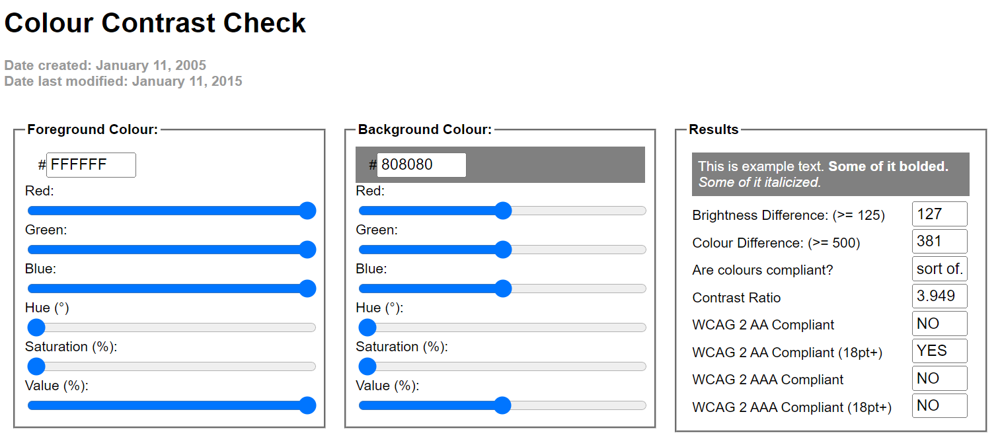 Colour Contrast Check
Date created: January 11, 2005
Date last modified: January 11, 2015
Foreground Colour:
#FFFFFF
Red:
Green:
Blue:
Hue (°)
Saturation (%):
Value (%):
Background Colour:
#808080
Red:
Green:
Blue:
Hue (°):
Saturation (%):
Value (%):
Results
This is example text. Some of it bolded.
Some of it italicized.
Brightness Difference: (>= 125) 127
Colour Difference: (>= 500) 381
Are colours compliant? sort of.
Contrast Ratio 3.949
WCAG 2 AA Compliant NO
WCAG 2 AA Compliant (18pt+) YES
WCAG 2 AAA Compliant NO
WCAG 2 AAA Compliant (18pt+) NO